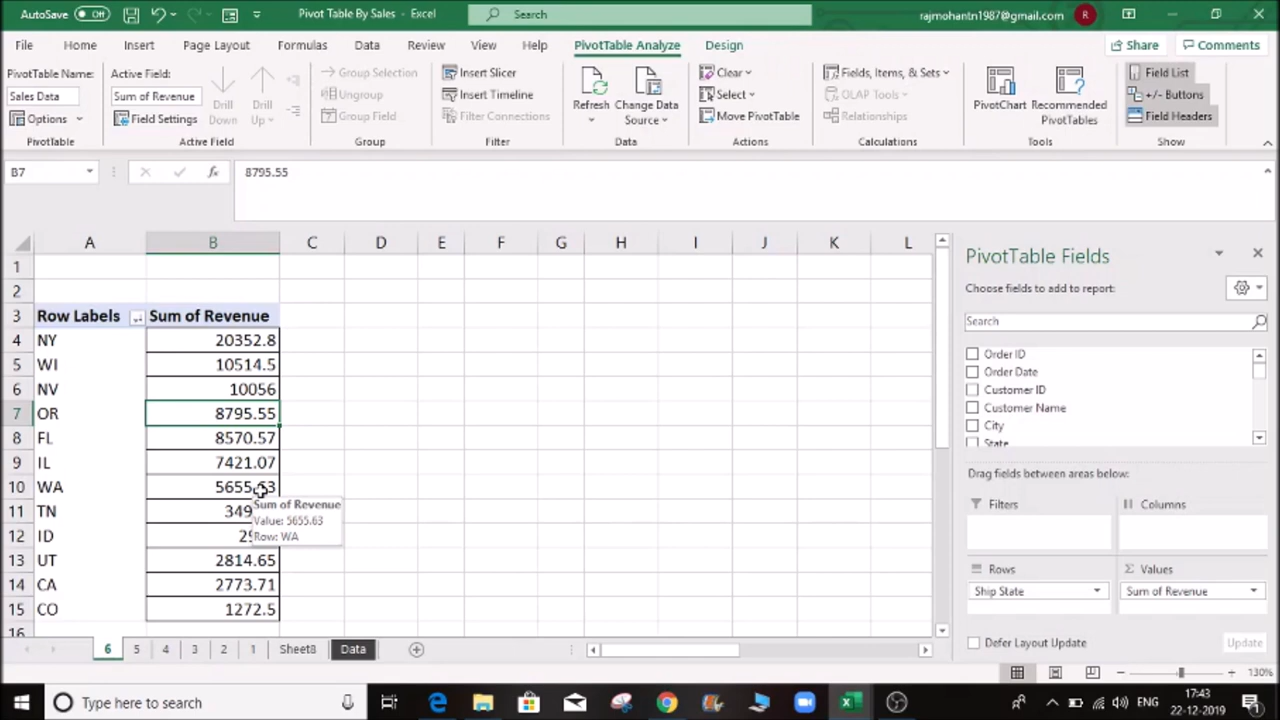 AutoSave Off Pivot Table By Sales - Excel Search rajmohantn1987@gmail.com R
File Home Insert Page Layout Formulas Data Review View Help PivotTable Analyze Design Share Comments
PivotTable Name: Active Field: Group Selection Insert Slicer Clear Fields, Items, & Sets Field List
Sales Data Sum of Revenue Drill Down Drill Up Ungroup Insert Timeline Refresh Change Data Source Select OLAP Tools PivotChart Recommended PivotTables +/- Buttons
Options Field Settings Group Field Filter Connections Move PivotTable Relationships Field Headers
PivotTable Active Field Group Filter Data Actions Calculations Tools Show
B7 fx 8795.55
A B C D E F G H I J K L
1
2
3 Row Labels Sum of Revenue
4 NY 20352.8
5 WI 10514.5
6 NV 10056
7 OR 8795.55
8 FL 8570.57
9 IL 7421.07
10 WA 5655.63
Sum of Revenue
Value: 5655.63
Row: WA
11 TN 349
12 ID 29
13 UT 2814.65
14 CA 2773.71
15 CO 1272.5
16
PivotTable Fields
Choose fields to add to report:
Search
Order ID
Order Date
Customer ID
Customer Name
City
State
Drag fields between areas below:
Filters Columns
Rows Σ Values
Ship State Sum of Revenue
Defer Layout Update Update
6 5 4 3 2 1 Sheet8 Data
130%
Type here to search ENG 17:43
22-12-2019